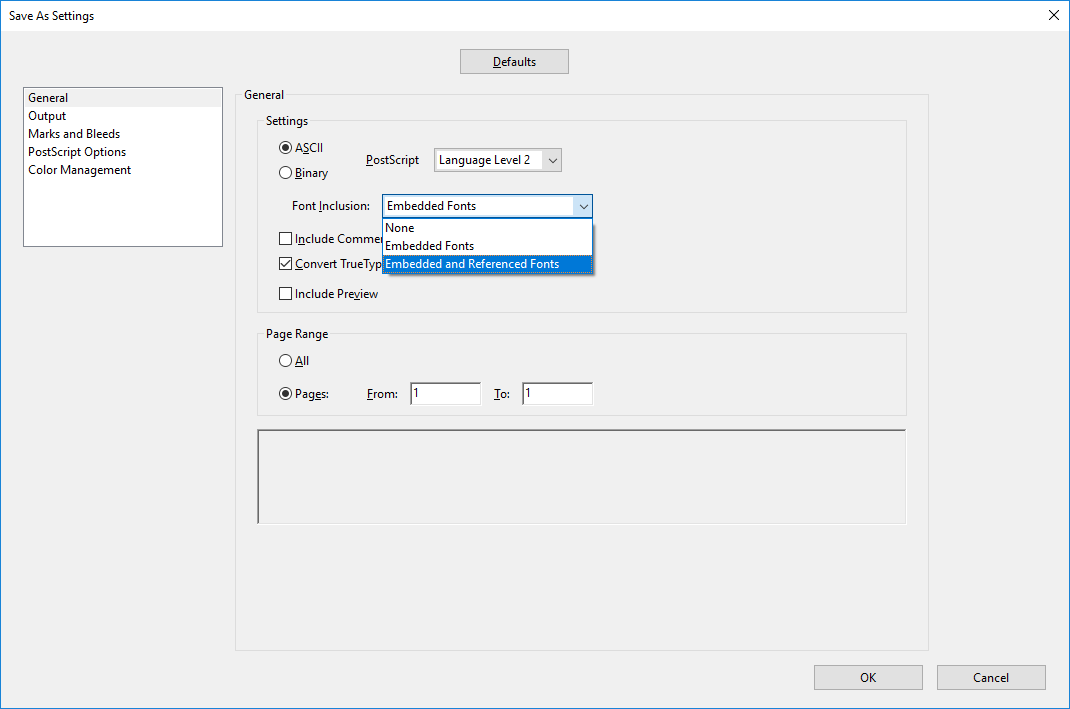 Save As Settings
Defaults
General
Output
Marks and Bleeds
PostScript Options
Color Management
General
Settings
ASCII
Binary
PostScript
Language Level 2
Font Inclusion:
Embedded Fonts
None
Embedded Fonts
Embedded and Referenced Fonts
Include Commen
Convert TrueTyp
Include Preview
Page Range
All
Pages:
From:
1
To:
1
OK
Cancel